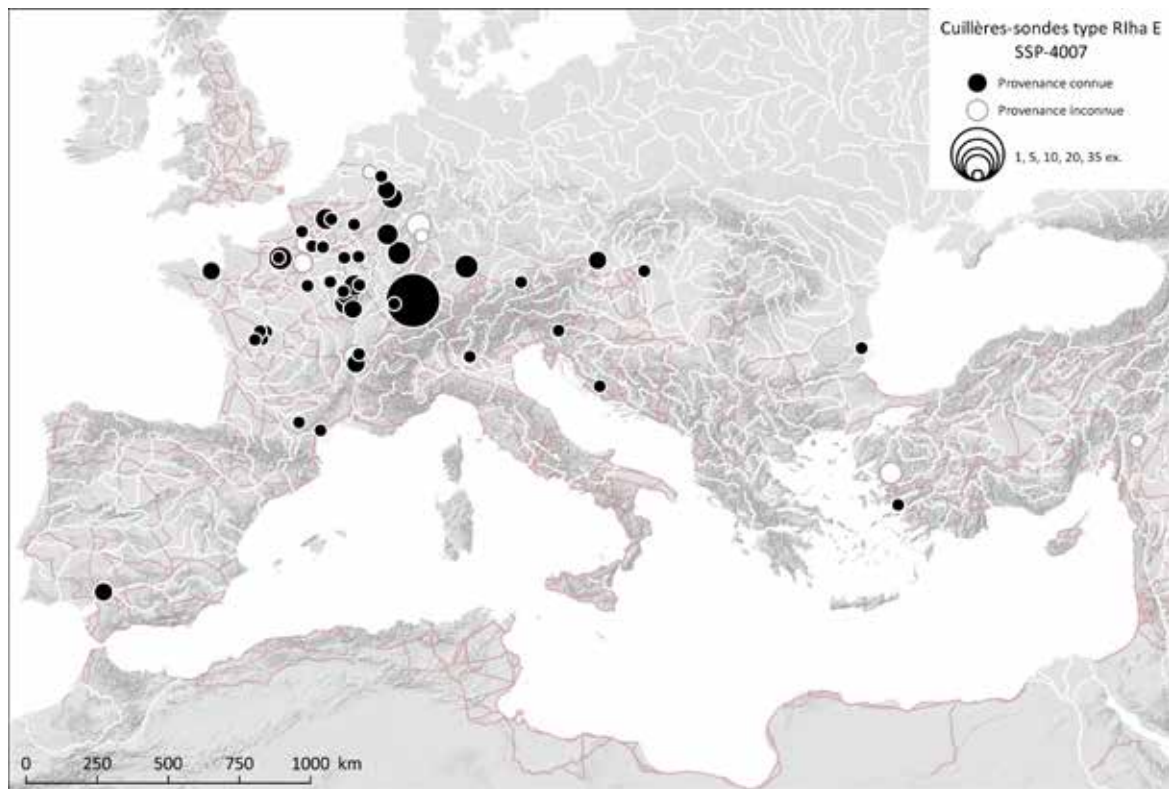 Cuillères-sondes type RIha E
SSP-4007
Provenance connue
Provenance inconnue
1, 5, 10, 20, 35 ex.
0 250 500 750 1000 km